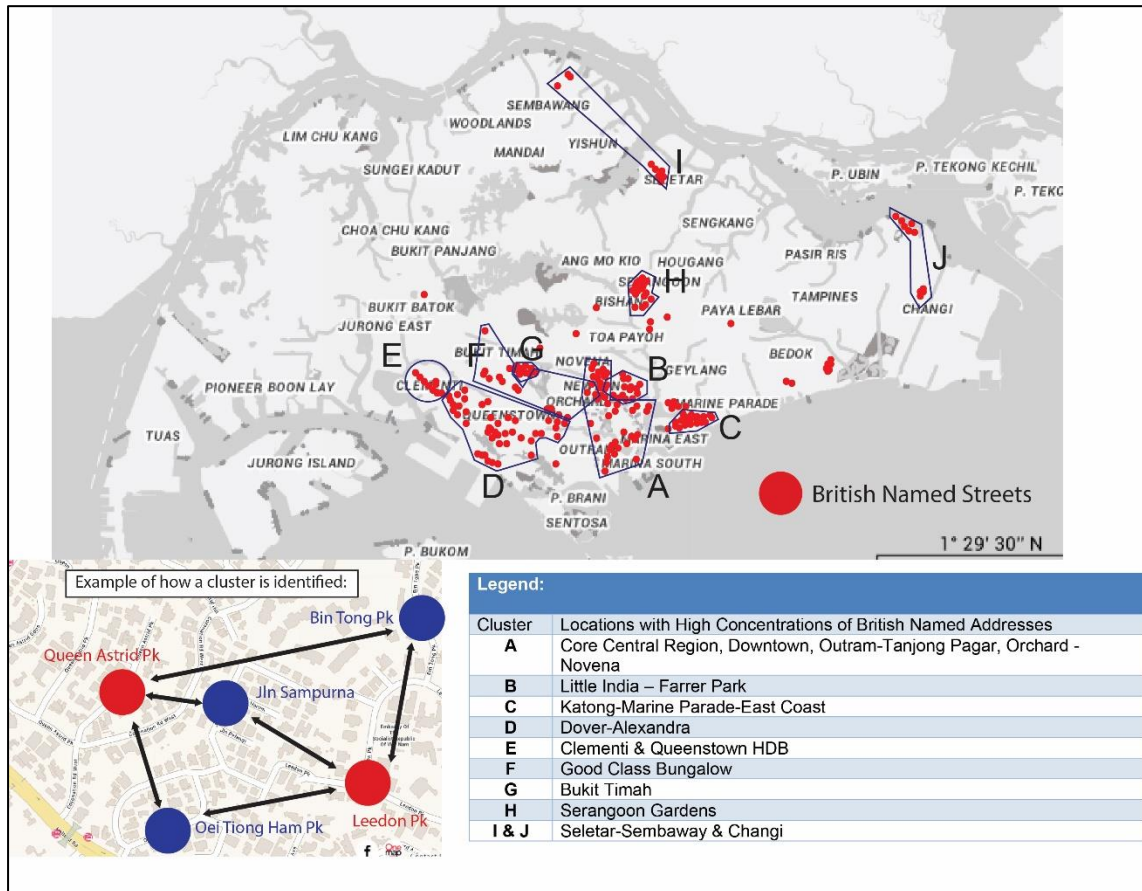 SEMBAWANG
WOODLANDS
LIM CHU KANG
YISHUN
MANDAI
I
SUNGEI KADUT
SELETAR
P. UBIN
P. TEKONG KECHIL
P. TEKO
SENGKANG
CHOA CHU KANG
BUKIT PANJANG
ANG MO KIO
HOUGANG
PASIR RIS
J
SERANGOON
H
BISHAN
TAMPINES
CHANGI
BUKIT BATOK
PAYA LEBAR
JURONG EAST
TOA PAYOH
BEDOK
E
F
G
BUKIT TIMAH
NOVENA
B
GEYLANG
CLEMENTI
NEWTON
PIONEER
BOON LAY
ORCHARD
MARINE PARADE
QUEENSTOWN
C
TUAS
OUTRAM
MARINA EAST
JURONG ISLAND
MARINA SOUTH
D
A
P. BRANI
SENTOSA
British Named Streets
P. BUKOM
1° 29' 30" N
Example of how a cluster is identified:
Bin Tong Pk
Queen Astrid Pk
Jln Sampurna
Leedon Pk
Oei Tiong Ham Pk
Legend:
Cluster Locations with High Concentrations of British Named Addresses
A Core Central Region, Downtown, Outram-Tanjong Pagar, Orchard -
Novena
B Little India – Farrer Park
C Katong-Marine Parade-East Coast
D Dover-Alexandra
E Clementi & Queenstown HDB
F Good Class Bungalow
G Bukit Timah
H Serangoon Gardens
I & J Seletar-Sembaway & Changi